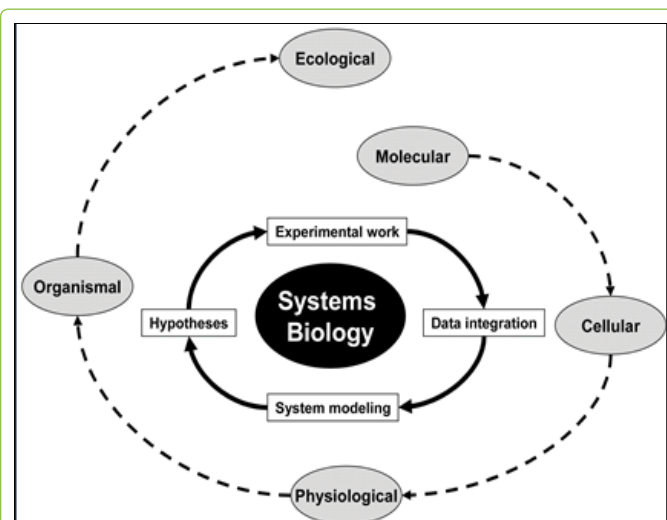 Ecological
Molecular
Experimental work
Organismal
Systems
Biology
Hypotheses
Data integration
Cellular
System modeling
Physiological